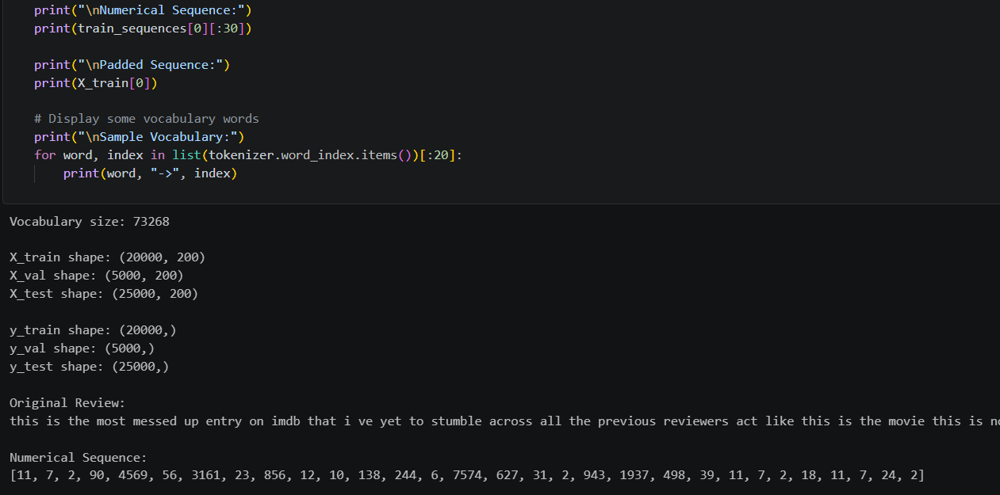 print("\nNumerical Sequence:")
print(train_sequences[0][:30])
print("\nPadded Sequence:")
print(X_train[0])
# Display some vocabulary words
print("\nSample Vocabulary:")
for word, index in list(tokenizer.word_index.items())[:20]:
    print(word, "->", index)
Vocabulary size: 73268
X_train shape: (20000, 200)
X_val shape: (5000, 200)
X_test shape: (25000, 200)
y_train shape: (20000,)
y_val shape: (5000,)
y_test shape: (25000,)
Original Review:
this is the most messed up entry on imdb that i ve yet to stumble across all the previous reviewers act like this is the movie this is
Numerical Sequence:
[11, 7, 2, 90, 4569, 56, 3161, 23, 856, 12, 10, 138, 244, 6, 7574, 627, 31, 2, 943, 1937, 498, 39, 11, 7, 2, 18, 11, 7, 24, 2]